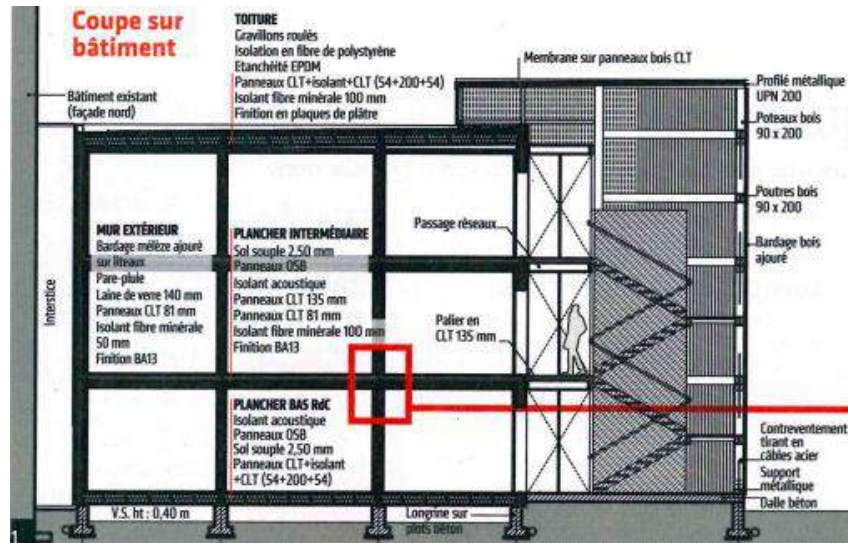 Coupe sur
bâtiment
TOITURE
Gravillons roulés
Isolation en fibre de polystyrène
Etanchéité EPDM
Panneaux CLT+isolant+CLT (54+200+54)
Isolant fibre minérale 100 mm
Finition en plaques de plâtre
Membrane sur panneaux bois CLT
Profilé métallique
UPN 200
Poteaux bois
90 x 200
Poutres bois
90 x 200
Bardage bois
ajouré
Bâtiment existant
(façade nord)
Interstice
MUR EXTÉRIEUR
Bardage mélèze ajouré
sur liteaux
Pare-pluie
Laine de verre 140 mm
Panneaux CLT 81 mm
Isolant fibre minérale
50 mm
Finition BA13
PLANCHER INTERMÉDIAIRE
Sol souple 2,50 mm
Panneaux OSB
Isolant acoustique
Panneaux CLT 135 mm
Panneaux CLT 81 mm
Isolant fibre minérale 100 mm
Finition BA13
Passage réseaux
Palier en
CLT 135 mm
PLANCHER BAS RdC
Isolant acoustique
Panneaux OSB
Sol souple 2,50 mm
Panneaux CLT+isolant
+CLT (54+200+54)
Contreventement
tirant en
câbles acier
Support
métallique
Dalle béton
V.S. ht : 0,40 m
Longrine sur
plots béton
1